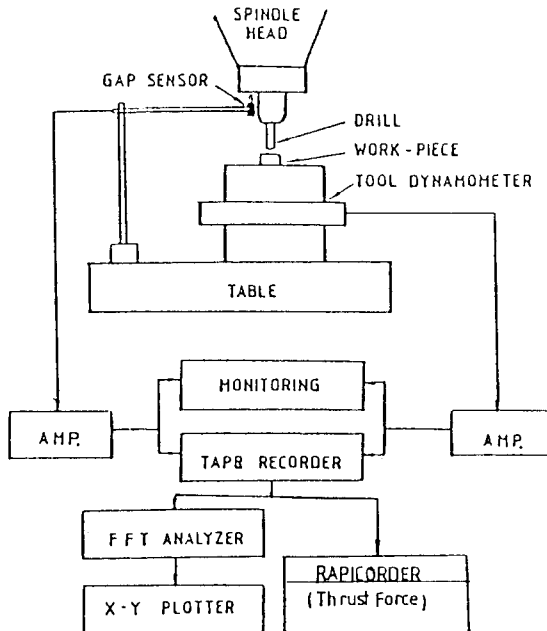 SPINDLE
HEAD
GAP SENSOR
DRILL
WORK-PIECE
TOOL DYNAMOMETER
TABLE
MONITORING
AMP.
AMP.
TAPB RECORDER
FFT ANALYZER
RAPICORDER
(Thrust Force)
X-Y PLOTTER